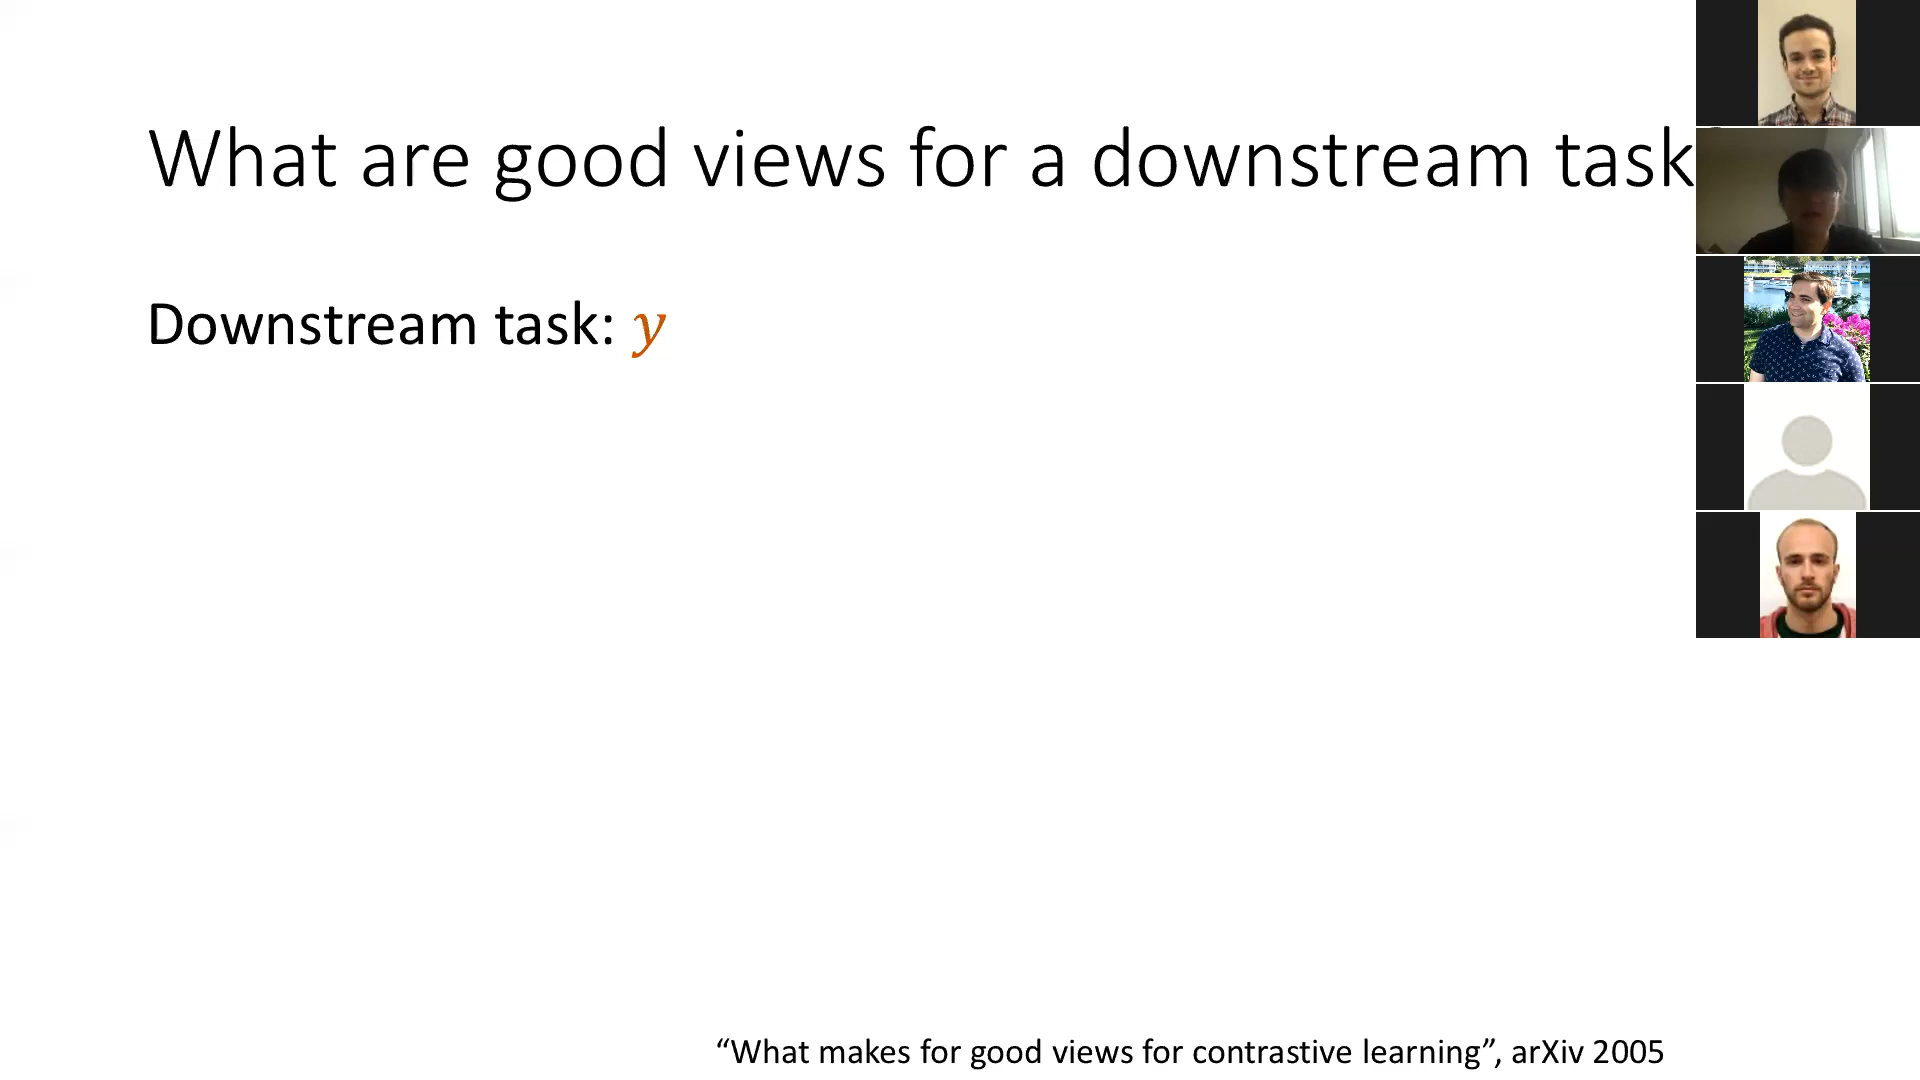 What are good views for a downstream task
Downstream task: y
“What makes for good views for contrastive learning”, arXiv 2005